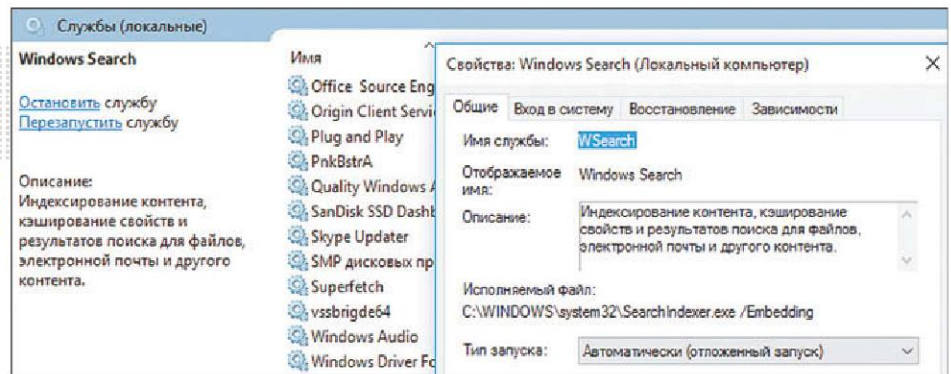 Службы (локальные)
Windows Search
Остановить службу
Перезапустить службу
Описание:
Индексирование контента,
кэширование свойств и
результатов поиска для файлов,
электронной почты и другого
контента.
Имя
Office Source Eng
Origin Client Servi
Plug and Play
PnkBstrA
Quality Windows A
SanDisk SSD Dashb
Skype Updater
SMP дисковых пр
Superfetch
vssbrigde64
Windows Audio
Windows Driver Fo
Свойства: Windows Search (Локальный компьютер)
Общие Вход в систему Восстановление Зависимости
Имя службы: WSearch
Отображаемое
имя: Windows Search
Описание: Индексирование контента, кэширование
свойств и результатов поиска для файлов,
электронной почты и другого контента.
Исполняемый файл:
C:\WINDOWS\system32\SearchIndexer.exe /Embedding
Тип запуска: Автоматически (отложенный запуск)